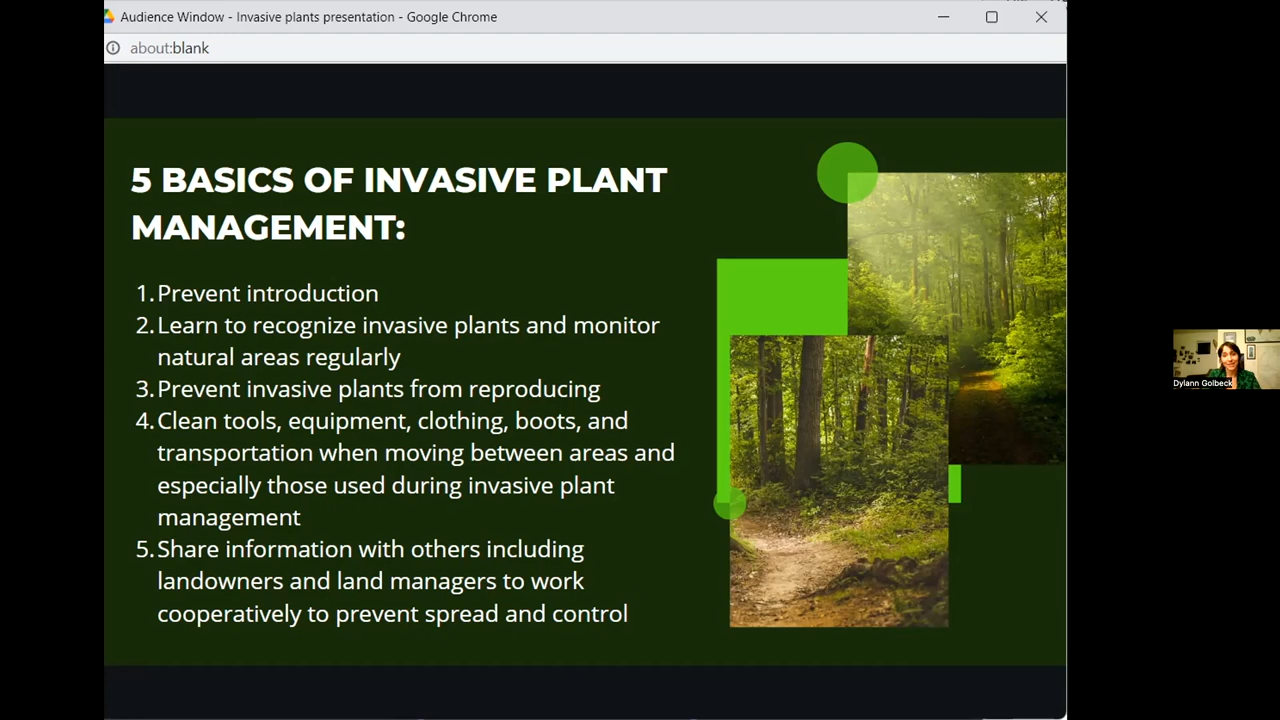 Audience Window - Invasive plants presentation - Google Chrome
about:blank
5 BASICS OF INVASIVE PLANT
MANAGEMENT:
1. Prevent introduction
2. Learn to recognize invasive plants and monitor
natural areas regularly
3. Prevent invasive plants from reproducing
4. Clean tools, equipment, clothing, boots, and
transportation when moving between areas and
especially those used during invasive plant
management
5. Share information with others including
landowners and land managers to work
cooperatively to prevent spread and control
Dylann Golbeck